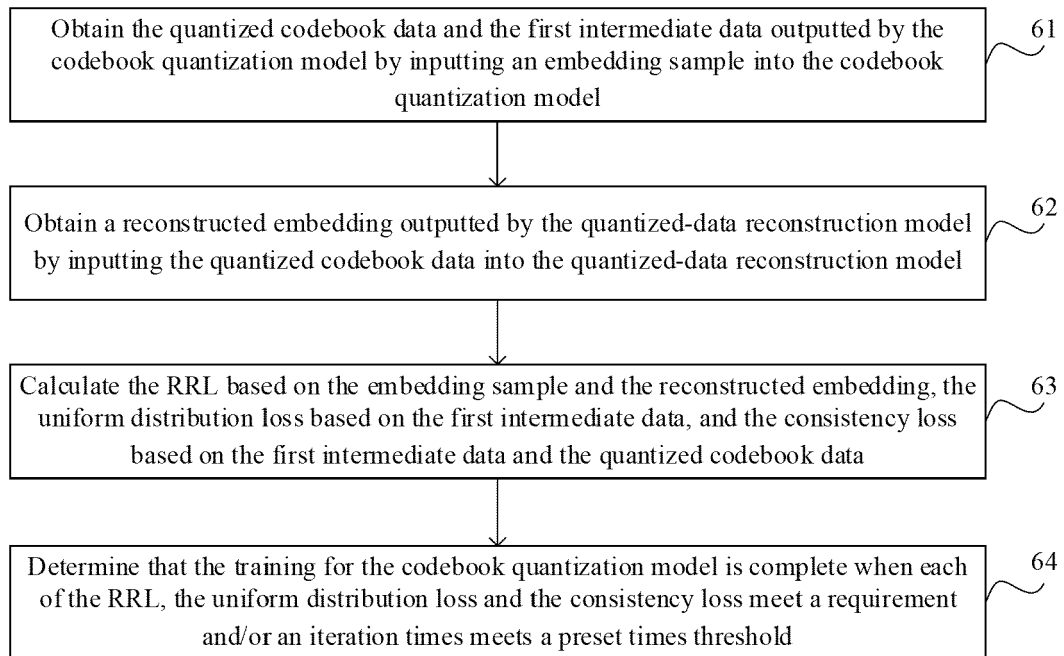 Obtain the quantized codebook data and the first intermediate data outputted by the
codebook quantization model by inputting an embedding sample into the codebook
quantization model
61
Obtain a reconstructed embedding outputted by the quantized-data reconstruction model
by inputting the quantized codebook data into the quantized-data reconstruction model
62
Calculate the RRL based on the embedding sample and the reconstructed embedding, the
uniform distribution loss based on the first intermediate data, and the consistency loss
based on the first intermediate data and the quantized codebook data
63
Determine that the training for the codebook quantization model is complete when each
of the RRL, the uniform distribution loss and the consistency loss meet a requirement
and/or an iteration times meets a preset times threshold
64